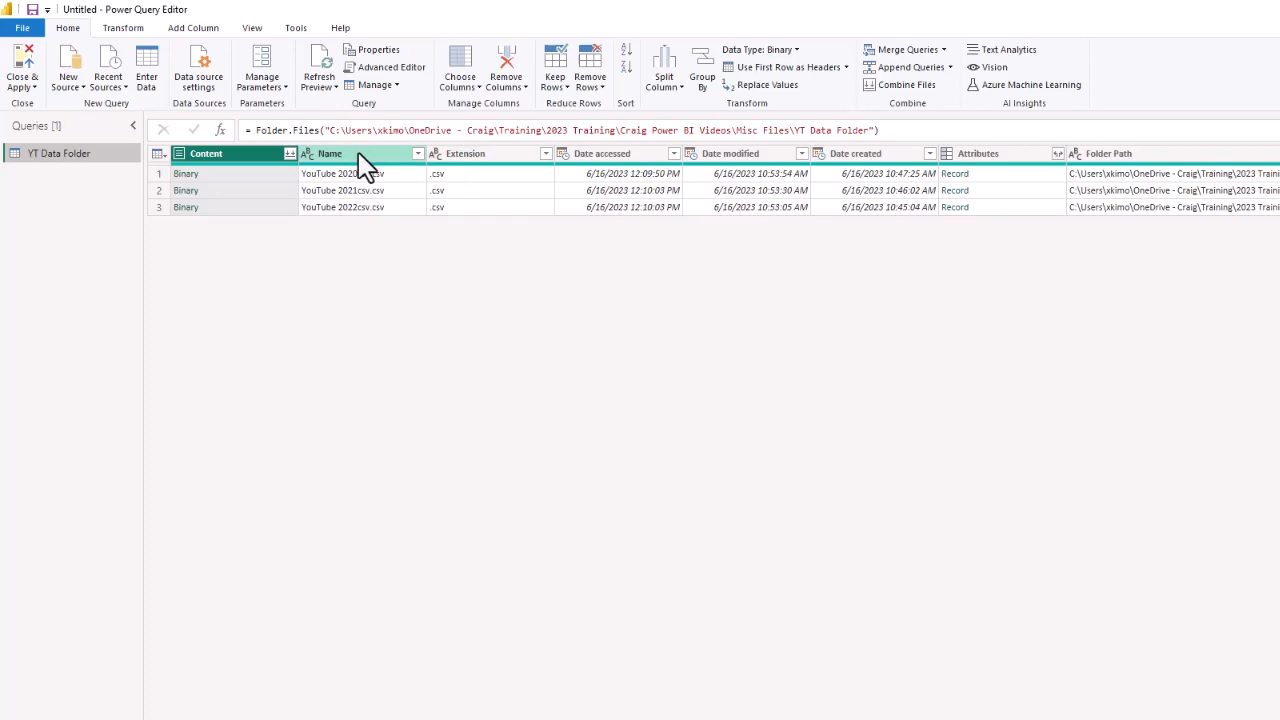 Untitled - Power Query Editor
File Home Transform Add Column View Tools Help
Close & Apply
New Source
Recent Sources
Enter Data
Data source settings
Manage Parameters
Refresh Preview
Properties
Advanced Editor
Manage
Choose Columns
Remove Columns
Keep Rows
Remove Rows
Split Column
Group By
Data Type: Binary
Use First Row as Headers
Replace Values
Merge Queries
Append Queries
Combine Files
Text Analytics
Vision
Azure Machine Learning
Close New Query Data Sources Parameters Query Manage Columns Reduce Rows Sort Transform Combine AI Insights
Queries [1]
fx = Folder.Files("C:\Users\xkimo\OneDrive - Craig\Training\2023 Training\Craig Power BI Videos\Misc Files\YT Data Folder")
YT Data Folder
Content ABC Name ABC Extension Date accessed Date modified Date created Attributes ABC Folder Path
1 Binary .csv 6/16/2023 12:09:50 PM 6/16/2023 10:53:54 AM 6/16/2023 10:47:25 AM Record C:\Users\xkimo\OneDrive - Craig\Training\2023 Traini
2 Binary YouTube 2021csv.csv .csv 6/16/2023 12:10:03 PM 6/16/2023 10:53:30 AM 6/16/2023 10:46:02 AM Record C:\Users\xkimo\OneDrive - Craig\Training\2023 Traini
3 Binary YouTube 2022csv.csv .csv 6/16/2023 12:10:03 PM 6/16/2023 10:53:05 AM 6/16/2023 10:45:04 AM Record C:\Users\xkimo\OneDrive - Craig\Training\2023 Traini